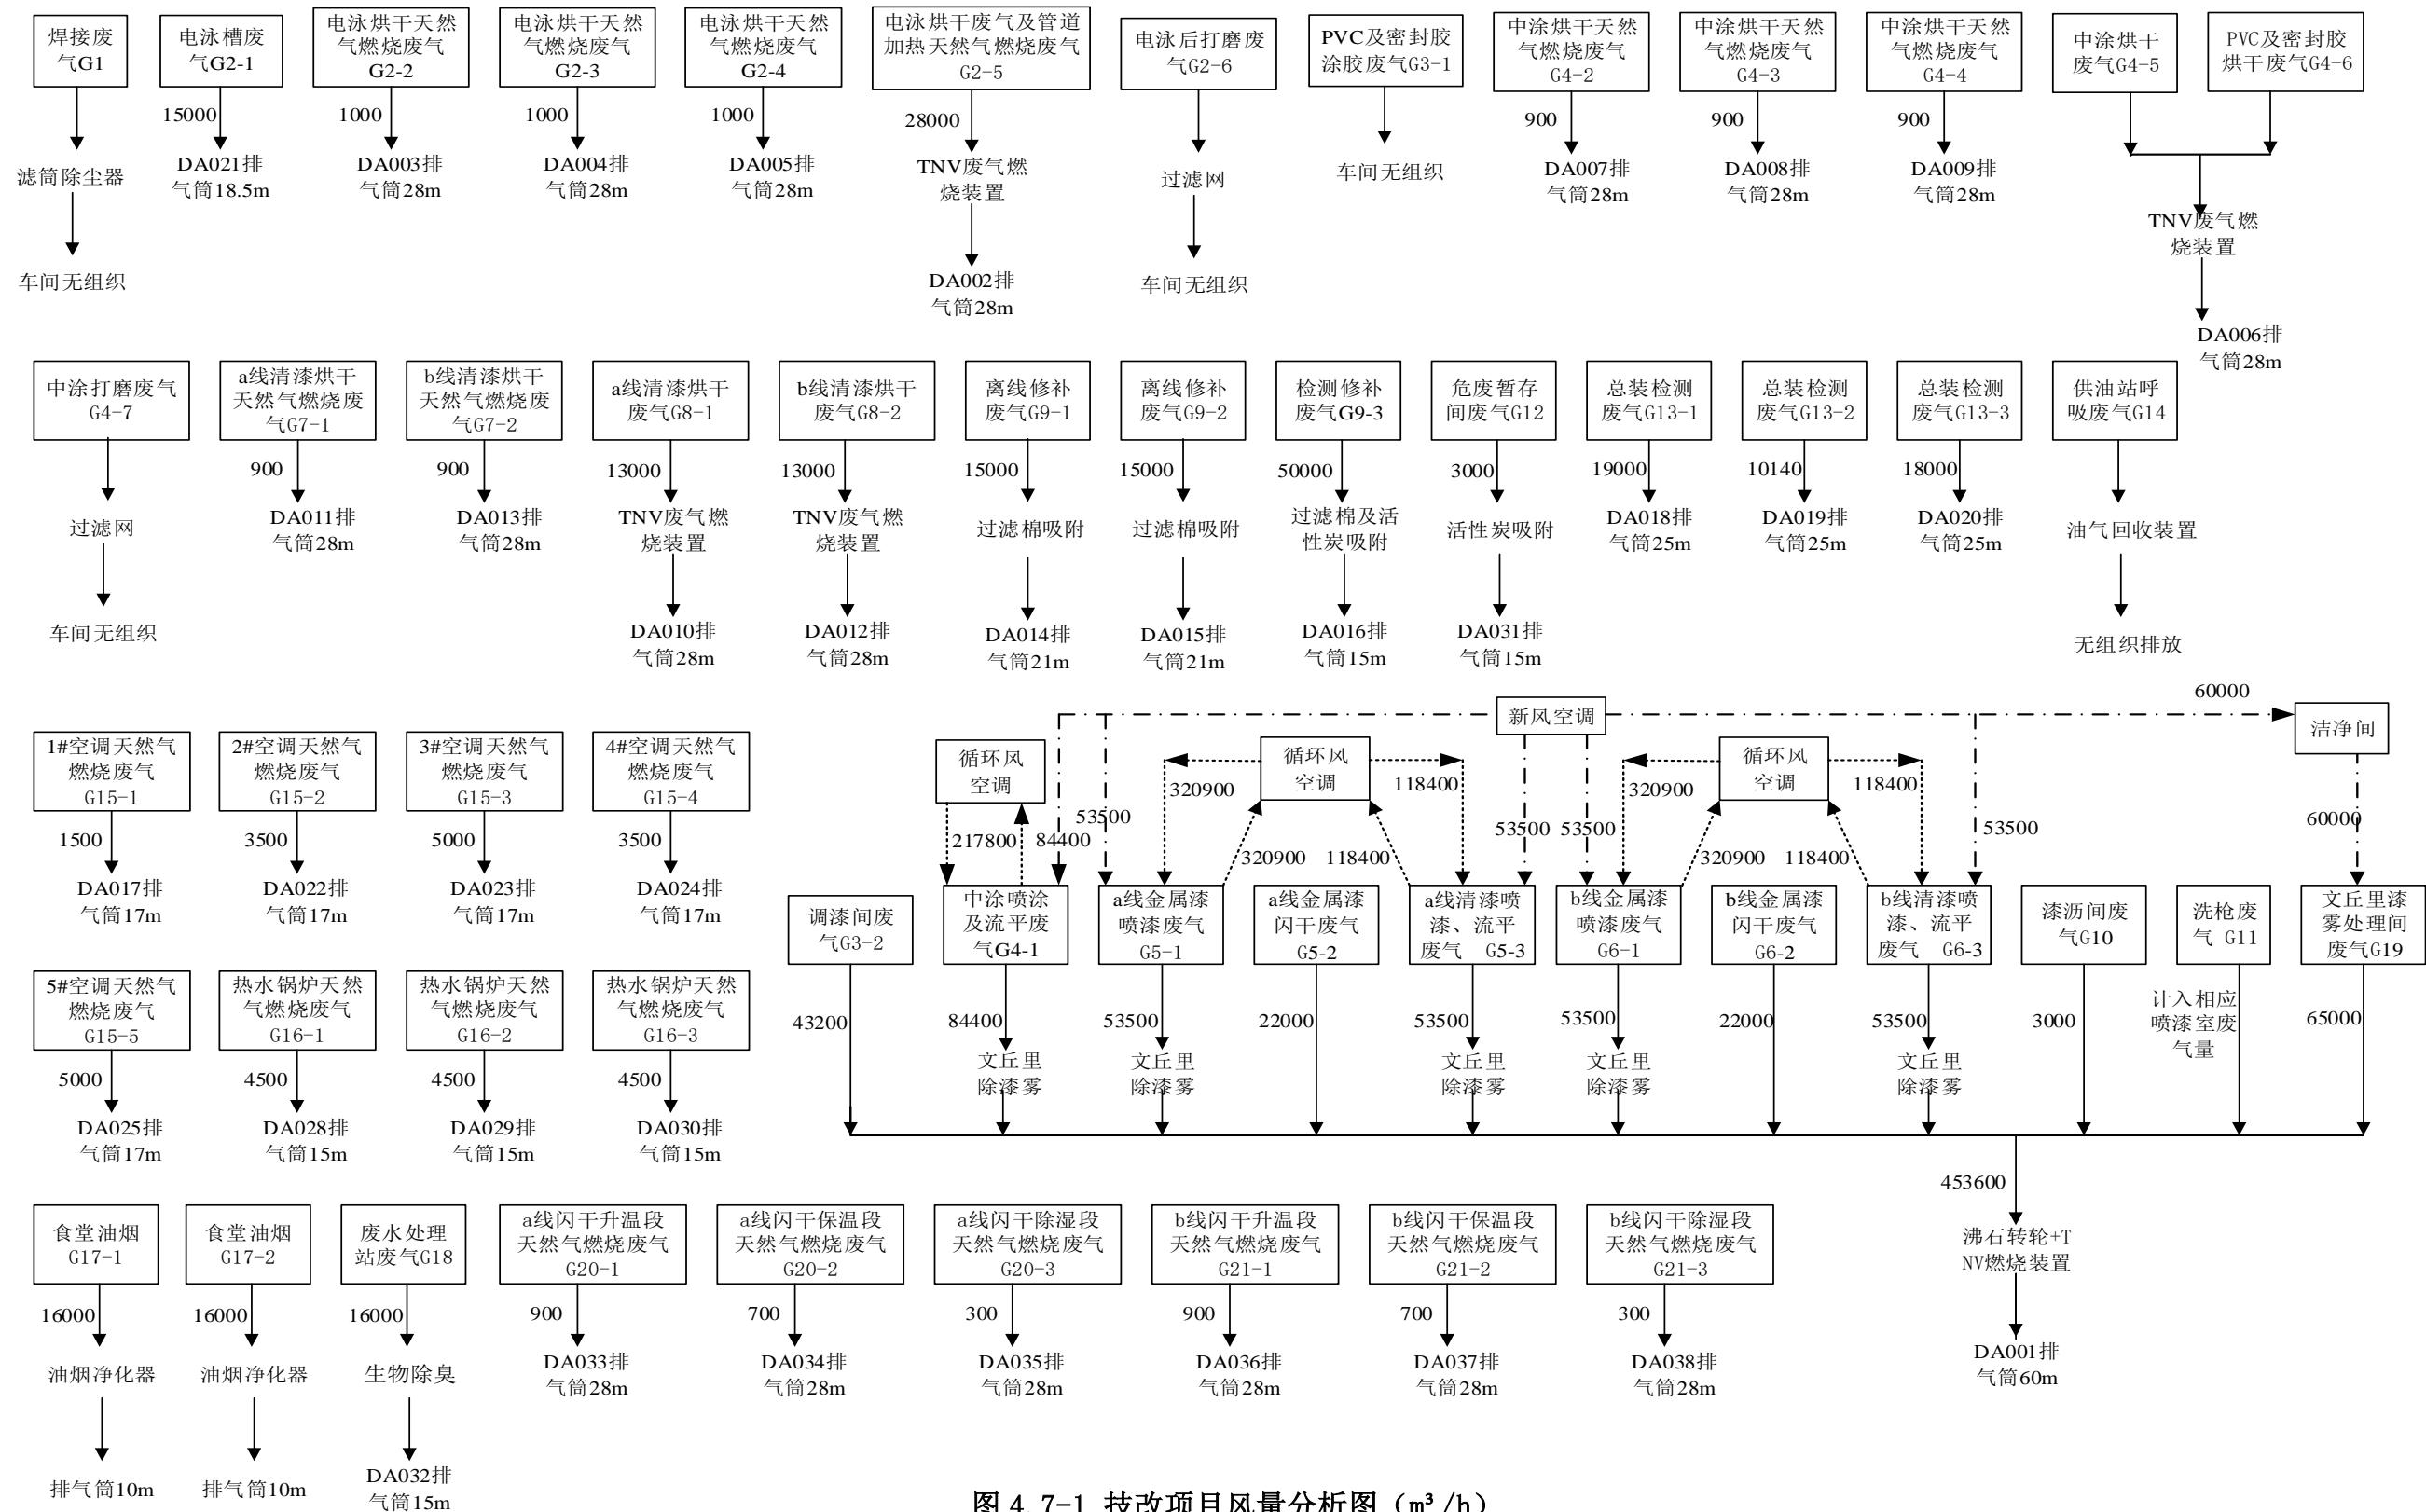 焊接废
气G1
滤筒除尘器
车间无组织
电泳槽废
气G2-1
15000
DA021排
气筒18.5m
电泳烘干天然
气燃烧废气
G2-2
1000
DA003排
气筒28m
电泳烘干天然
气燃烧废气
G2-3
1000
DA004排
气筒28m
电泳烘干天然
气燃烧废气
G2-4
1000
DA005排
气筒28m
电泳烘干废气及管道
加热天然气燃烧废气
G2-5
28000
TNV废气燃
烧装置
DA002排
气筒28m
电泳后打磨废
气G2-6
过滤网
车间无组织
PVC及密封胶
涂胶废气G3-1
车间无组织
中涂烘干天然
气燃烧废气
G4-2
900
DA007排
气筒28m
中涂烘干天然
气燃烧废气
G4-3
900
DA008排
气筒28m
中涂烘干天然
气燃烧废气
G4-4
900
DA009排
气筒28m
中涂烘干
废气G4-5
PVC及密封胶
烘干废气G4-6
TNV废气燃
烧装置
DA006排
气筒28m
中涂打磨废气
G4-7
过滤网
车间无组织
a线清漆烘干
天然气燃烧废
气G7-1
900
DA011排
气筒28m
b线清漆烘干
天然气燃烧废
气G7-2
900
DA013排
气筒28m
a线清漆烘干
废气G8-1
13000
TNV废气燃
烧装置
DA010排
气筒28m
b线清漆烘干
废气G8-2
13000
TNV废气燃
烧装置
DA012排
气筒28m
离线修补
废气G9-1
15000
过滤棉吸附
DA014排
气筒21m
离线修补
废气G9-2
15000
过滤棉吸附
DA015排
气筒21m
检测修补
废气G9-3
50000
过滤棉及活
性炭吸附
DA016排
气筒15m
危废暂存
间废气G12
3000
活性炭吸附
DA031排
气筒15m
总装检测
废气G13-1
19000
DA018排
气筒25m
总装检测
废气G13-2
10140
DA019排
气筒25m
总装检测
废气G13-3
18000
DA020排
气筒25m
供油站呼
吸废气G14
油气回收装置
无组织排放
1#空调天然气
燃烧废气
G15-1
1500
DA017排
气筒17m
2#空调天然气
燃烧废气
G15-2
3500
DA022排
气筒17m
3#空调天然气
燃烧废气
G15-3
5000
DA023排
气筒17m
4#空调天然气
燃烧废气
G15-4
3500
DA024排
气筒17m
5#空调天然气
燃烧废气
G15-5
5000
DA025排
气筒17m
热水锅炉天然
气燃烧废气
G16-1
4500
DA028排
气筒15m
热水锅炉天然
气燃烧废气
G16-2
4500
DA029排
气筒15m
热水锅炉天然
气燃烧废气
G16-3
4500
DA030排
气筒15m
新风空调
60000
洁净间
60000
循环风
空调
217800
84400
53500
循环风
空调
320900
118400
320900
118400
53500
53500
循环风
空调
320900
118400
320900
118400
53500
调漆间废
气G3-2
43200
中涂喷涂
及流平废
气G4-1
84400
文丘里
除漆雾
a线金属漆
喷漆废气
G5-1
53500
文丘里
除漆雾
a线金属漆
闪干废气
G5-2
22000
a线清漆喷
漆、流平
废气 G5-3
53500
文丘里
除漆雾
b线金属漆
喷漆废气
G6-1
53500
文丘里
除漆雾
b线金属漆
闪干废气
G6-2
22000
b线清漆喷
漆、流平
废气 G6-3
53500
文丘里
除漆雾
漆沥间废
气G10
3000
洗枪废
气 G11
计入相应
喷漆室废
气量
文丘里漆
雾处理间
废气G19
65000
453600
沸石转轮+T
NV燃烧装置
DA001排
气筒60m
食堂油烟
G17-1
16000
油烟净化器
排气筒10m
食堂油烟
G17-2
16000
油烟净化器
排气筒10m
废水处理
站废气G18
16000
生物除臭
DA032排
气筒15m
a线闪干升温段
天然气燃烧废气
G20-1
900
DA033排
气筒28m
a线闪干保温段
天然气燃烧废气
G20-2
700
DA034排
气筒28m
a线闪干除湿段
天然气燃烧废气
G20-3
300
DA035排
气筒28m
b线闪干升温段
天然气燃烧废气
G21-1
900
DA036排
气筒28m
b线闪干保温段
天然气燃烧废气
G21-2
700
DA037排
气筒28m
b线闪干除湿段
天然气燃烧废气
G21-3
300
DA038排
气筒28m
图 4.7-1 技改项目风量分析图（m³/h）